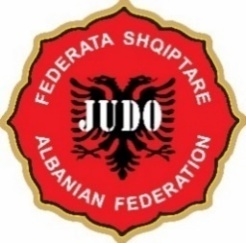 FEDERATA SHQIPTARE
JUDO
ALBANIAN FEDERATION